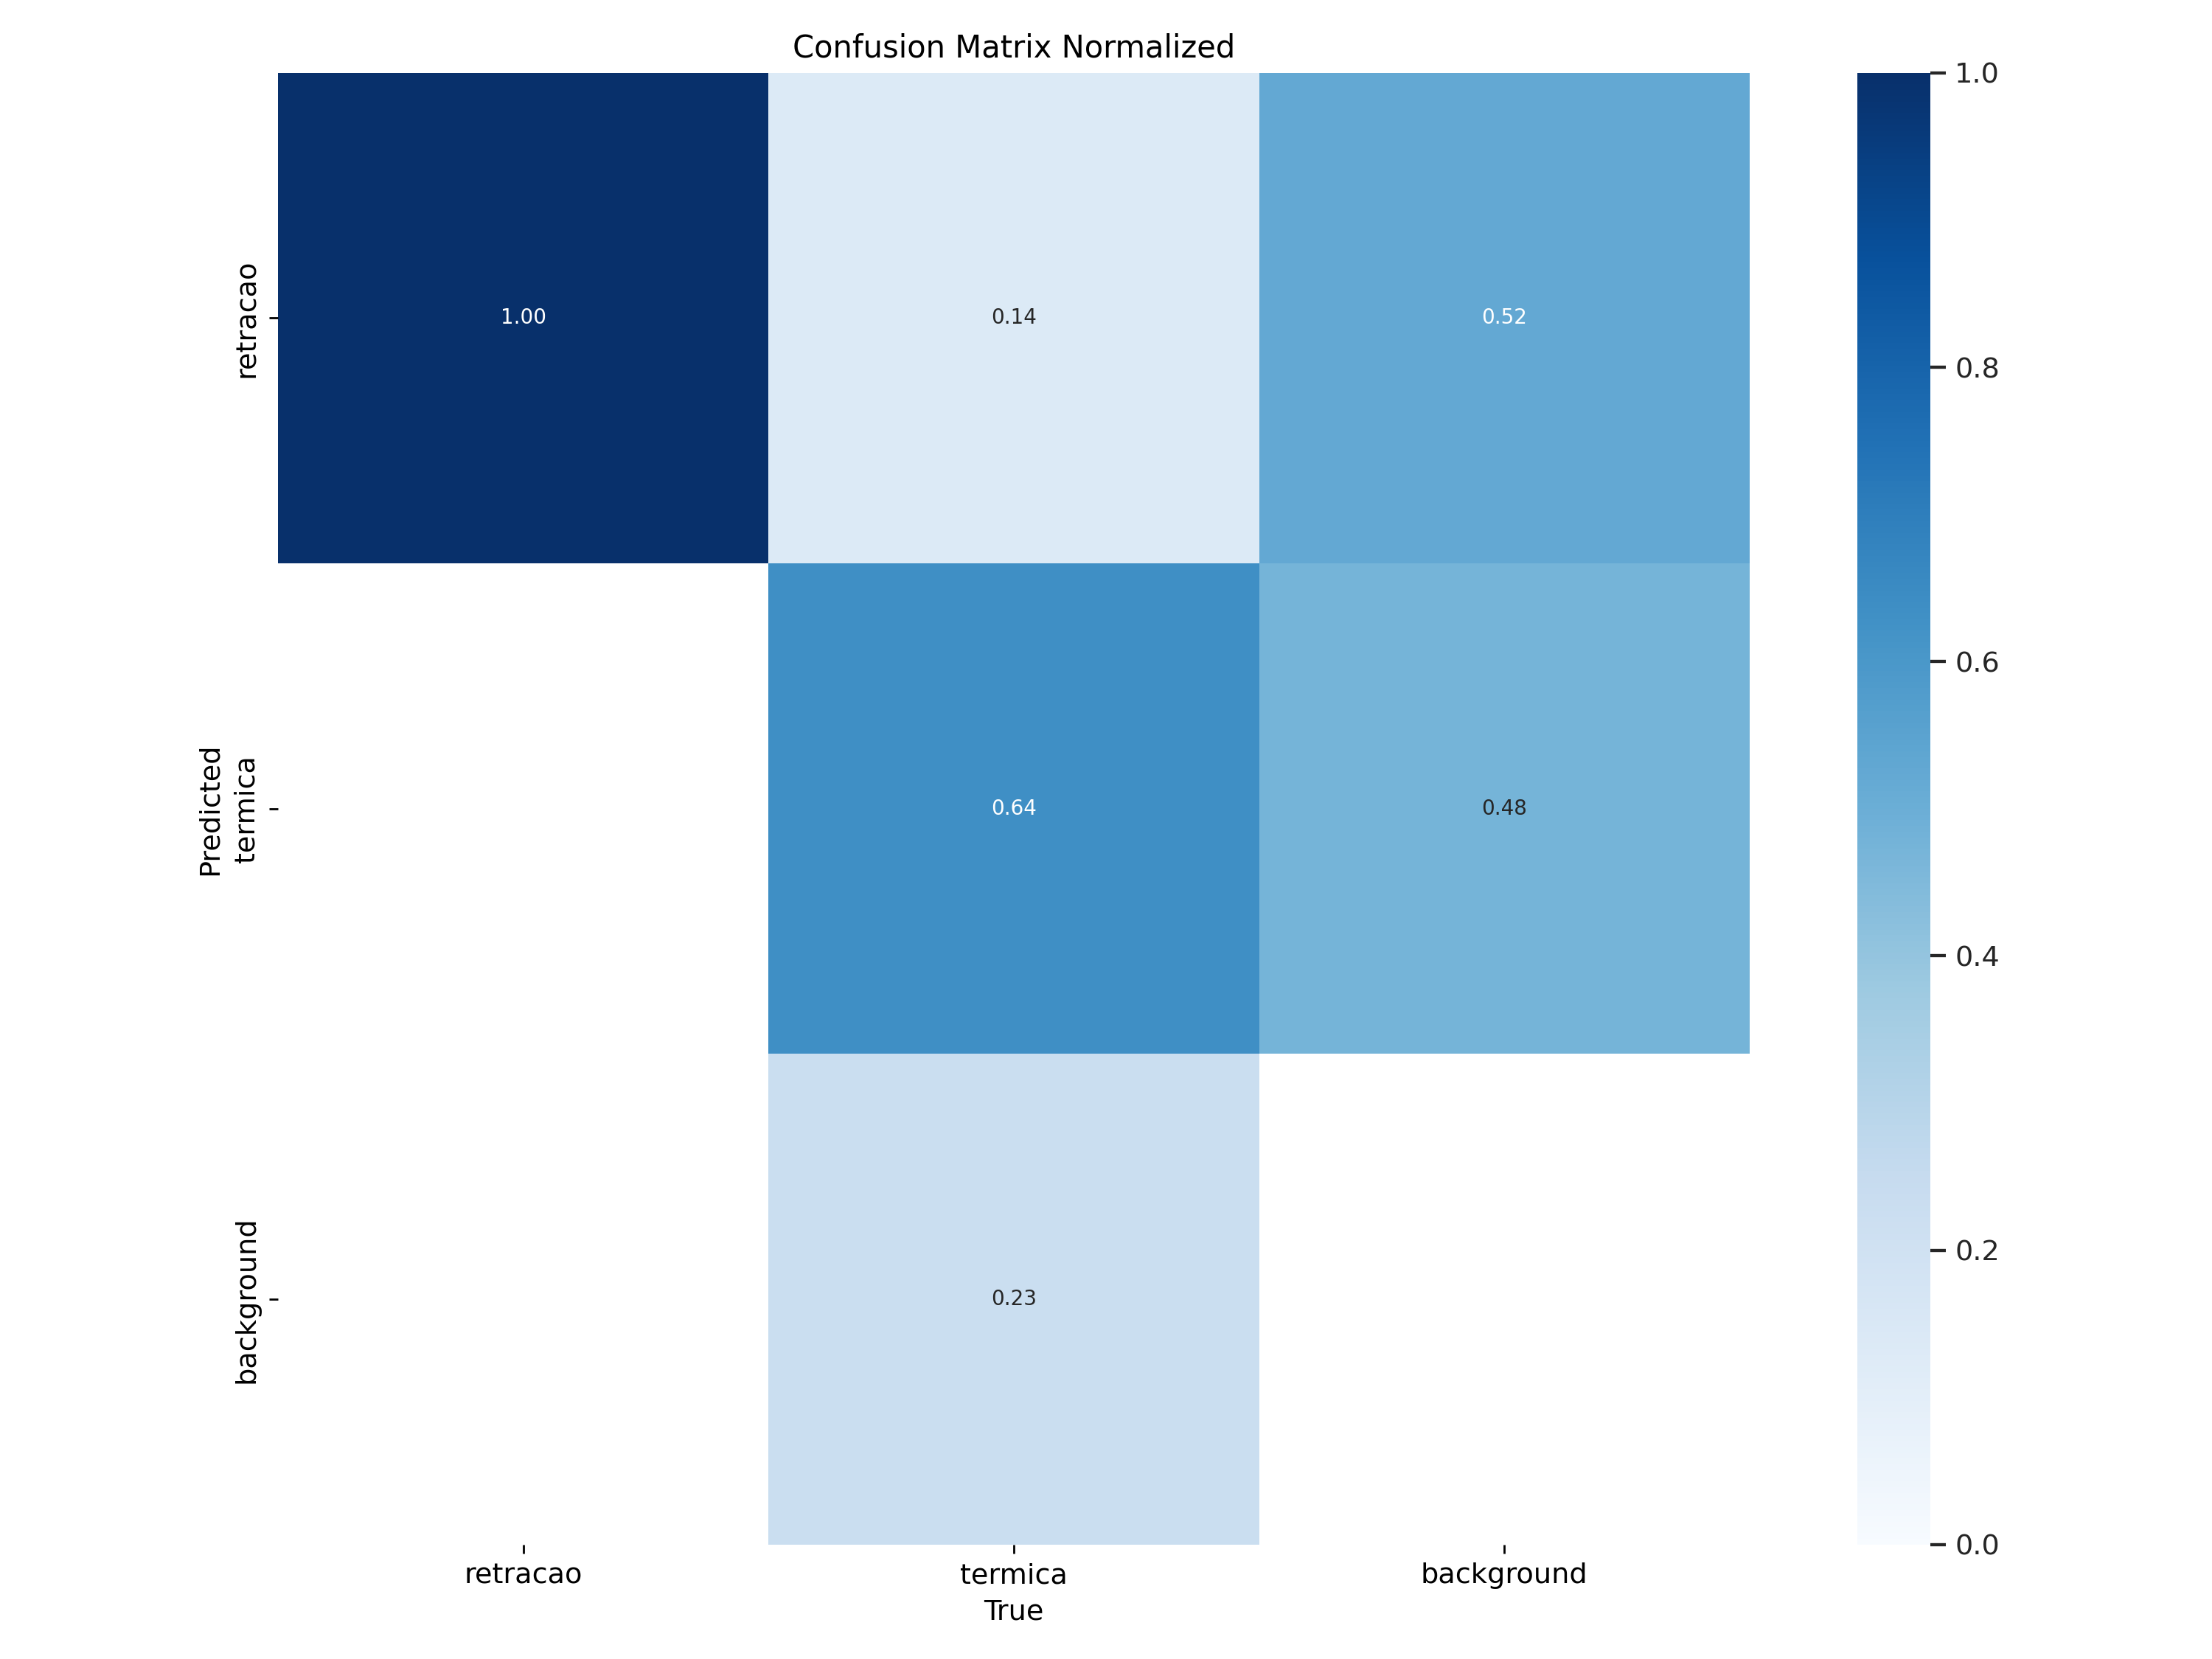 Confusion Matrix Normalized
retracao
1.00
0.14
0.52
Predicted
termica
0.64
0.48
background
0.23
retracao
termica
background
True
1.0
0.8
0.6
0.4
0.2
0.0